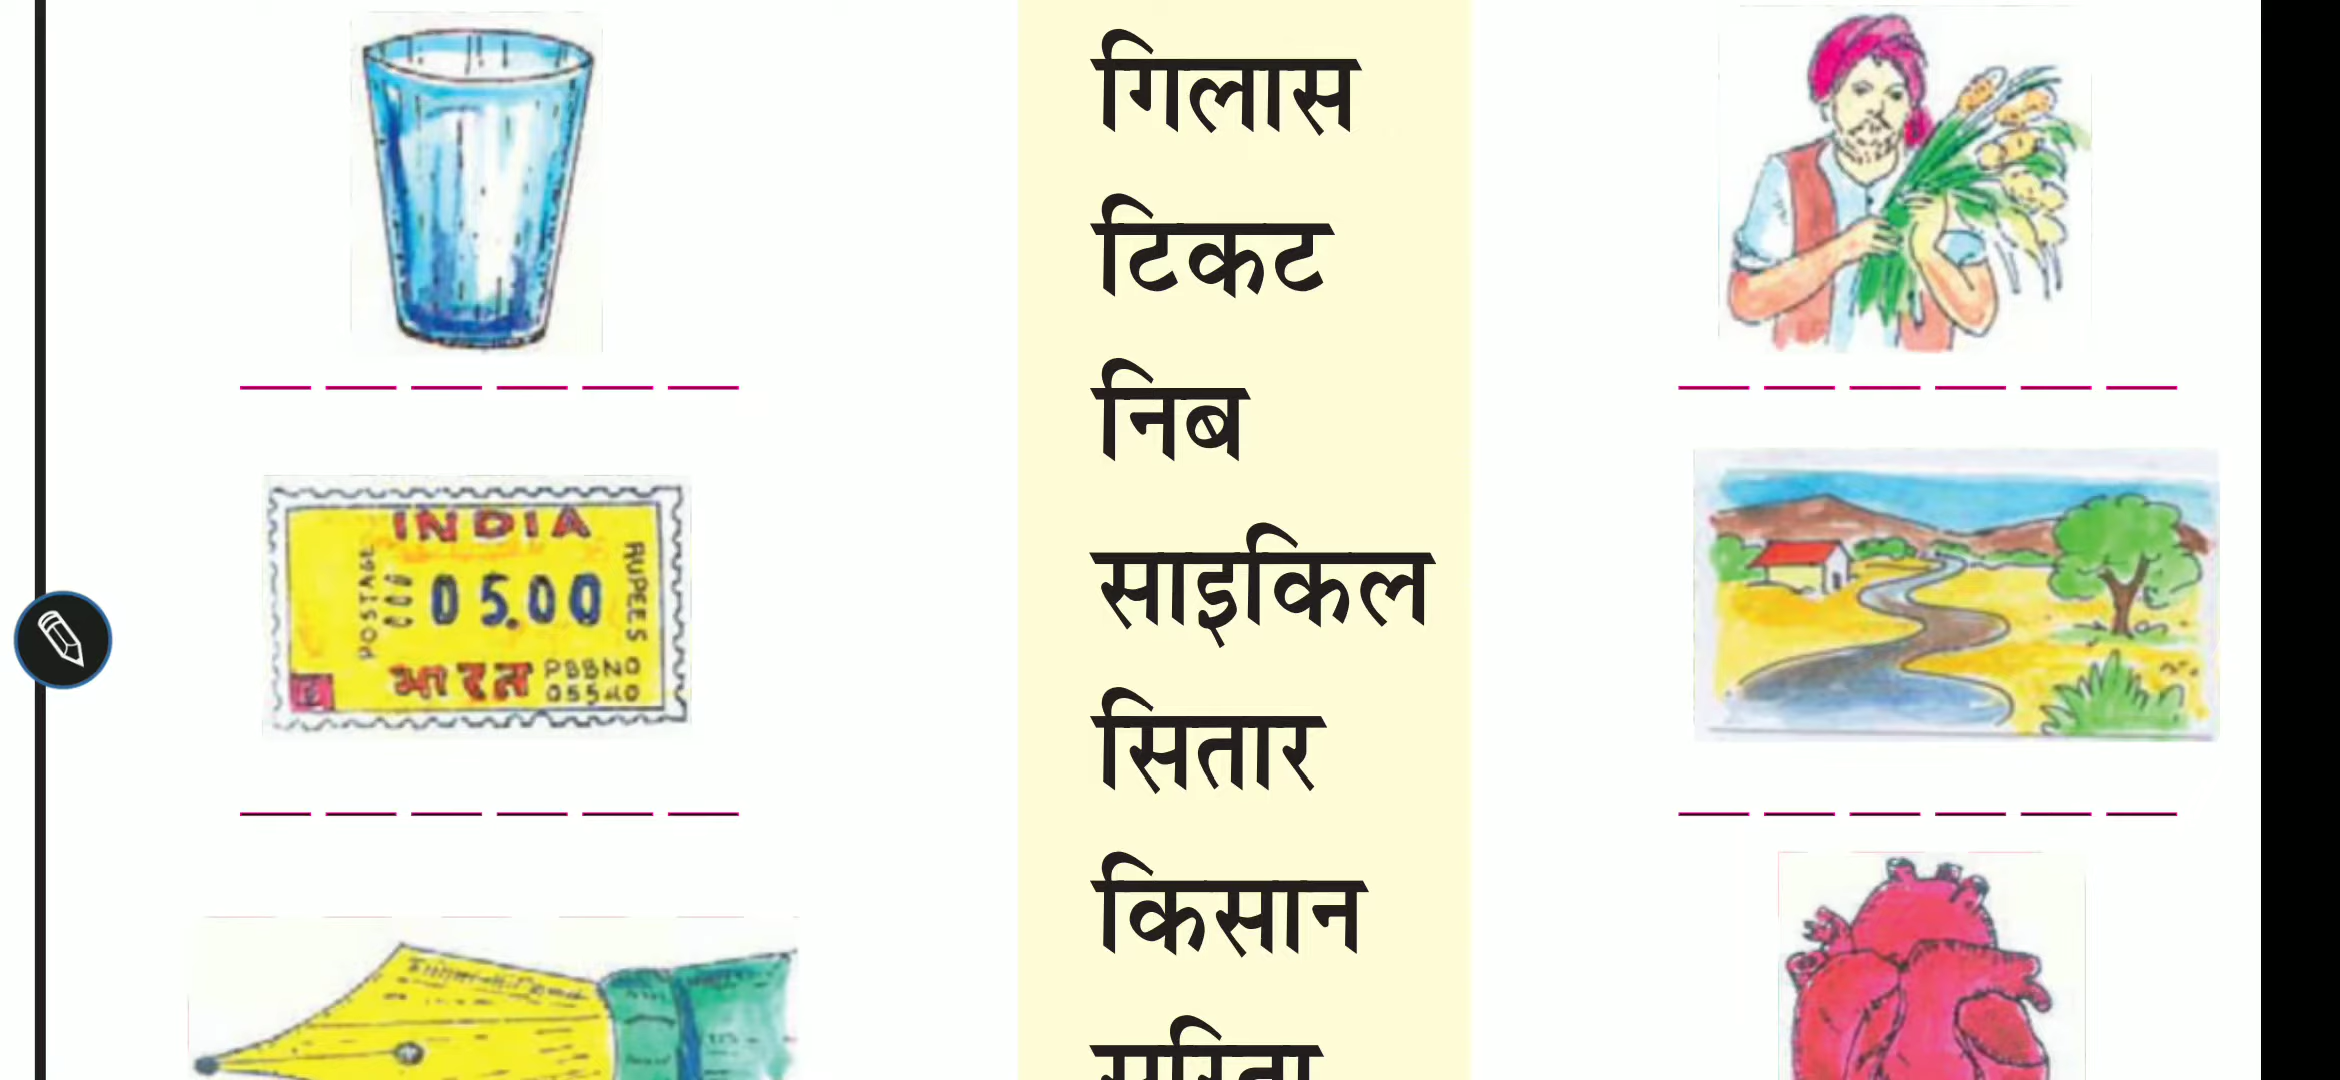 गिलास
टिकट
निब
साइकिल
सितार
किसान
INDIA
POSTAGE
05.00
RUPEES
भारत
PBBNO
05540